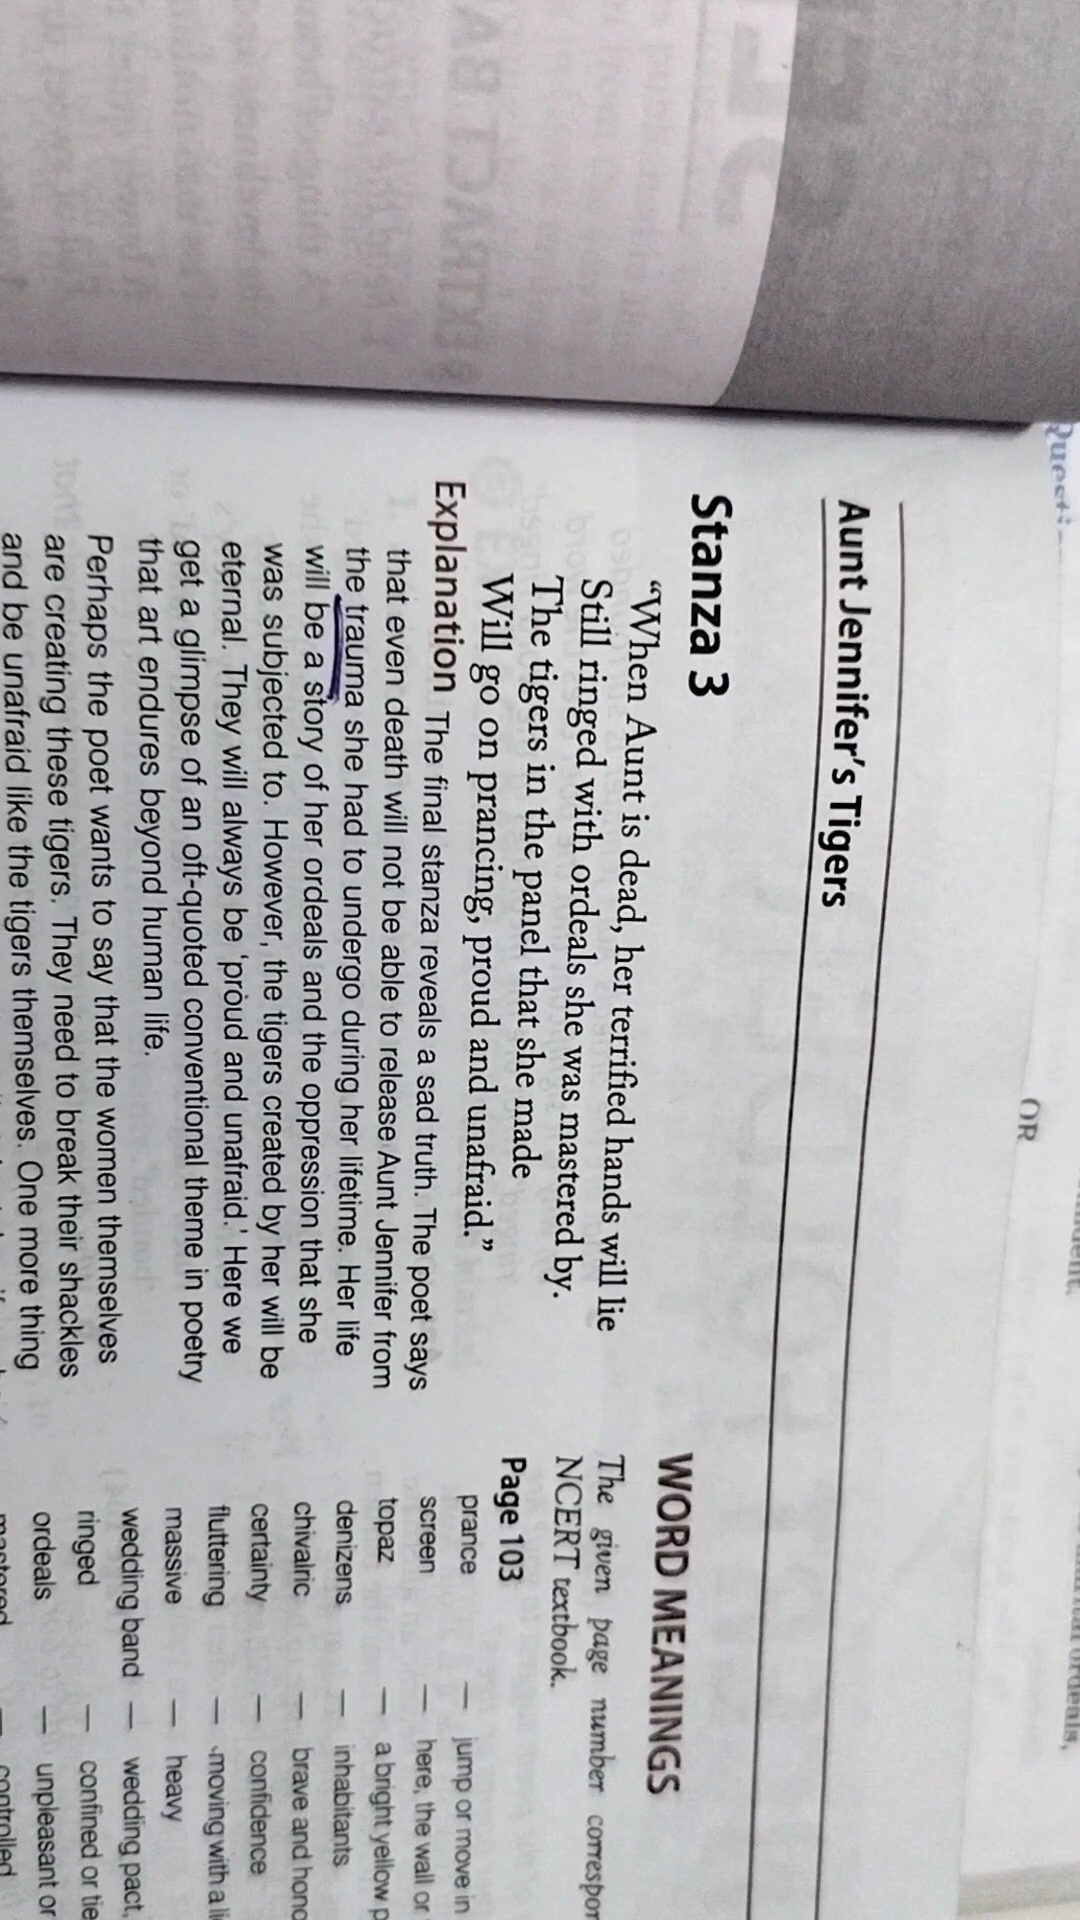 Aunt Jennifer's Tigers
Stanza 3
“When Aunt is dead, her terrified hands will lie
Still ringed with ordeals she was mastered by.
The tigers in the panel that she made
Will go on prancing, proud and unafraid.”
Explanation The final stanza reveals a sad truth. The poet says
that even death will not be able to release Aunt Jennifer from
the trauma she had to undergo during her lifetime. Her life
will be a story of her ordeals and the oppression that she
was subjected to. However, the tigers created by her will be
eternal. They will always be 'proud and unafraid.' Here we
get a glimpse of an oft-quoted conventional theme in poetry
that art endures beyond human life.
Perhaps the poet wants to say that the women themselves
are creating these tigers. They need to break their shackles
and be unafraid like the tigers themselves. One more thing
WORD MEANINGS
The given page number correspon
NCERT textbook.
Page 103
prance — jump or move in
screen — here, the wall or
topaz — a bright yellow p
denizens — inhabitants
chivalric — brave and hono
certainty — confidence
fluttering — moving with a li
massive — heavy
wedding band — wedding pact,
ringed — confined or tie
ordeals — unpleasant or
mastered — controlled
OR
ordeals,